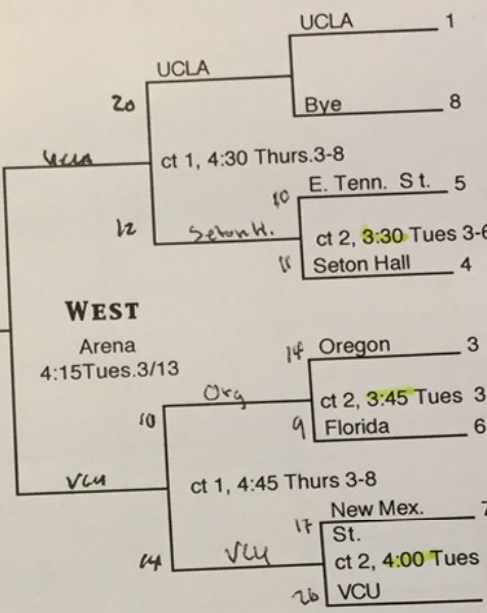 UCLA 1
UCLA
20
Bye 8
ucla
ct 1, 4:30 Thurs.3-8
10 E. Tenn. St. 5
12
Seton H.
ct 2, 3:30 Tues 3-6
11 Seton Hall 4
WEST
Arena
4:15Tues.3/13
14 Oregon 3
Org
ct 2, 3:45 Tues 3
10
9 Florida 6
VCU
ct 1, 4:45 Thurs 3-8
New Mex. 7
17 St.
VCU
ct 2, 4:00 Tues
14
26 VCU